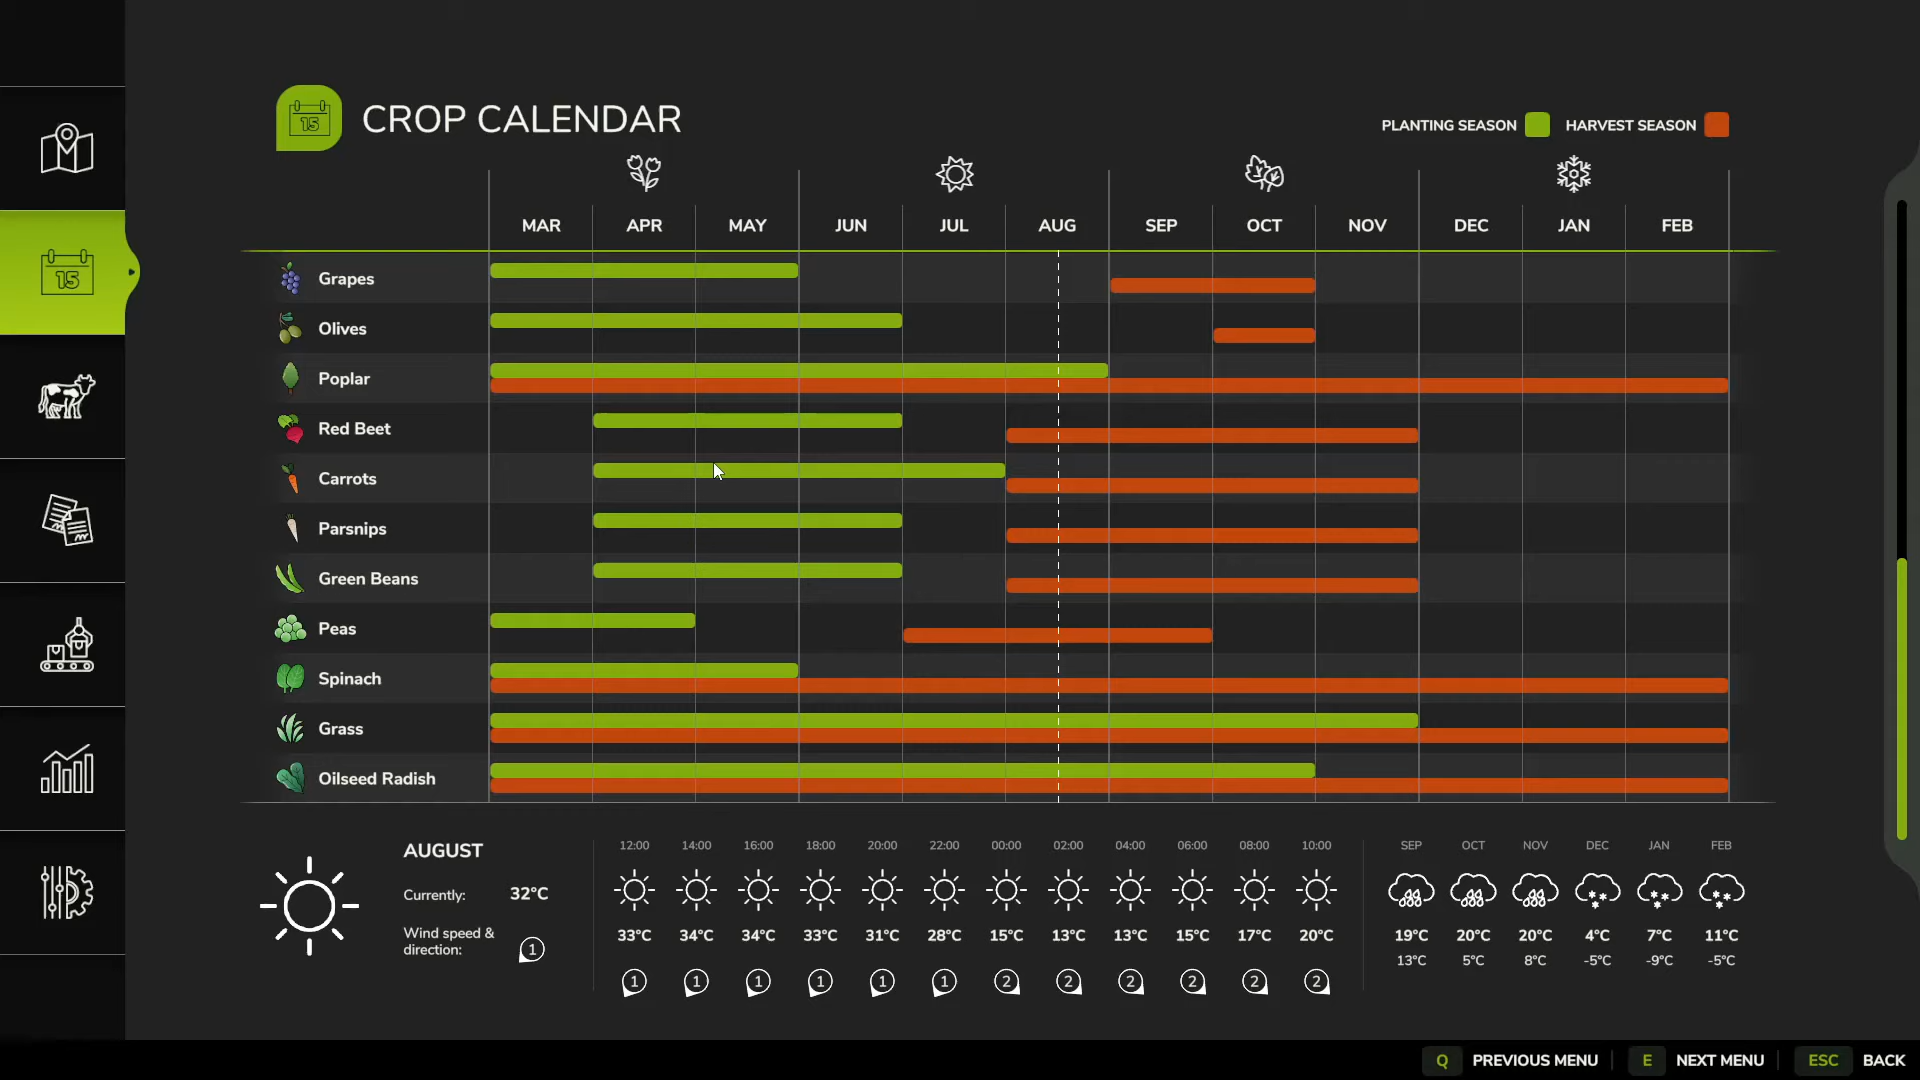 CROP CALENDAR
PLANTING SEASON HARVEST SEASON
MAR APR MAY JUN JUL AUG SEP OCT NOV DEC JAN FEB
15
15
Grapes
Olives
Poplar
Red Beet
Carrots
Parsnips
Green Beans
Peas
Spinach
Grass
Oilseed Radish
AUGUST
Currently: 32°C
Wind speed &
direction: 1
12:00 14:00 16:00 18:00 20:00 22:00 00:00 02:00 04:00 06:00 08:00 10:00
33°C 34°C 34°C 33°C 31°C 28°C 15°C 13°C 13°C 15°C 17°C 20°C
1 1 1 1 1 1 2 2 2 2 2 2
SEP OCT NOV DEC JAN FEB
19°C 20°C 20°C 4°C 7°C 11°C
13°C 5°C 8°C -5°C -9°C -5°C
Q PREVIOUS MENU E NEXT MENU ESC BACK